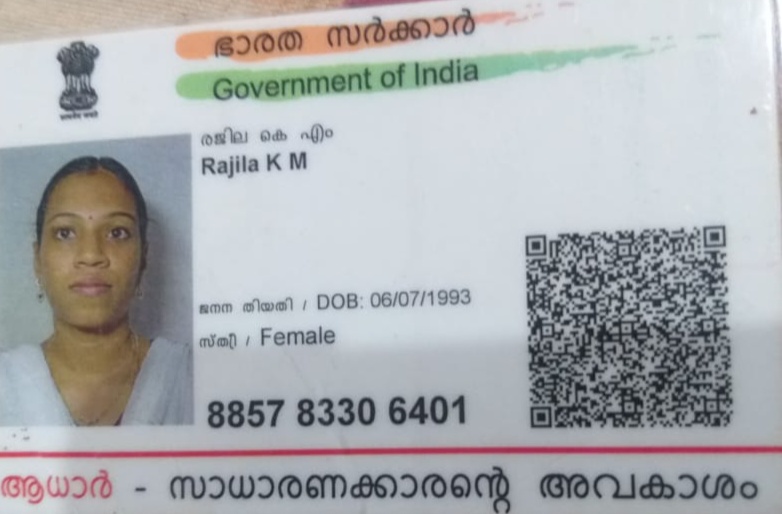 ഭാരത സർക്കാർ
Government of India
രജില കെ എം
Rajila K M
ജനന തിയതി / DOB: 06/07/1993
സ്ത്രീ / Female
8857 8330 6401
ആധാർ - സാധാരണക്കാരന്റെ അവകാശം